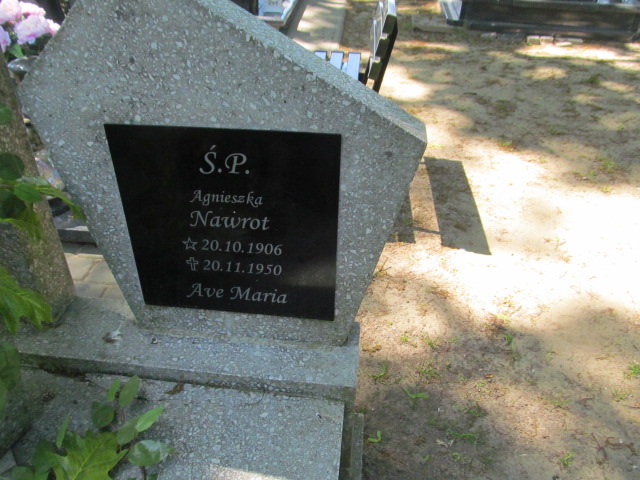 Ś.P.
Agnieszka
Nawrot
☆ 20.10.1906
✝ 20.11.1950
Ave Maria